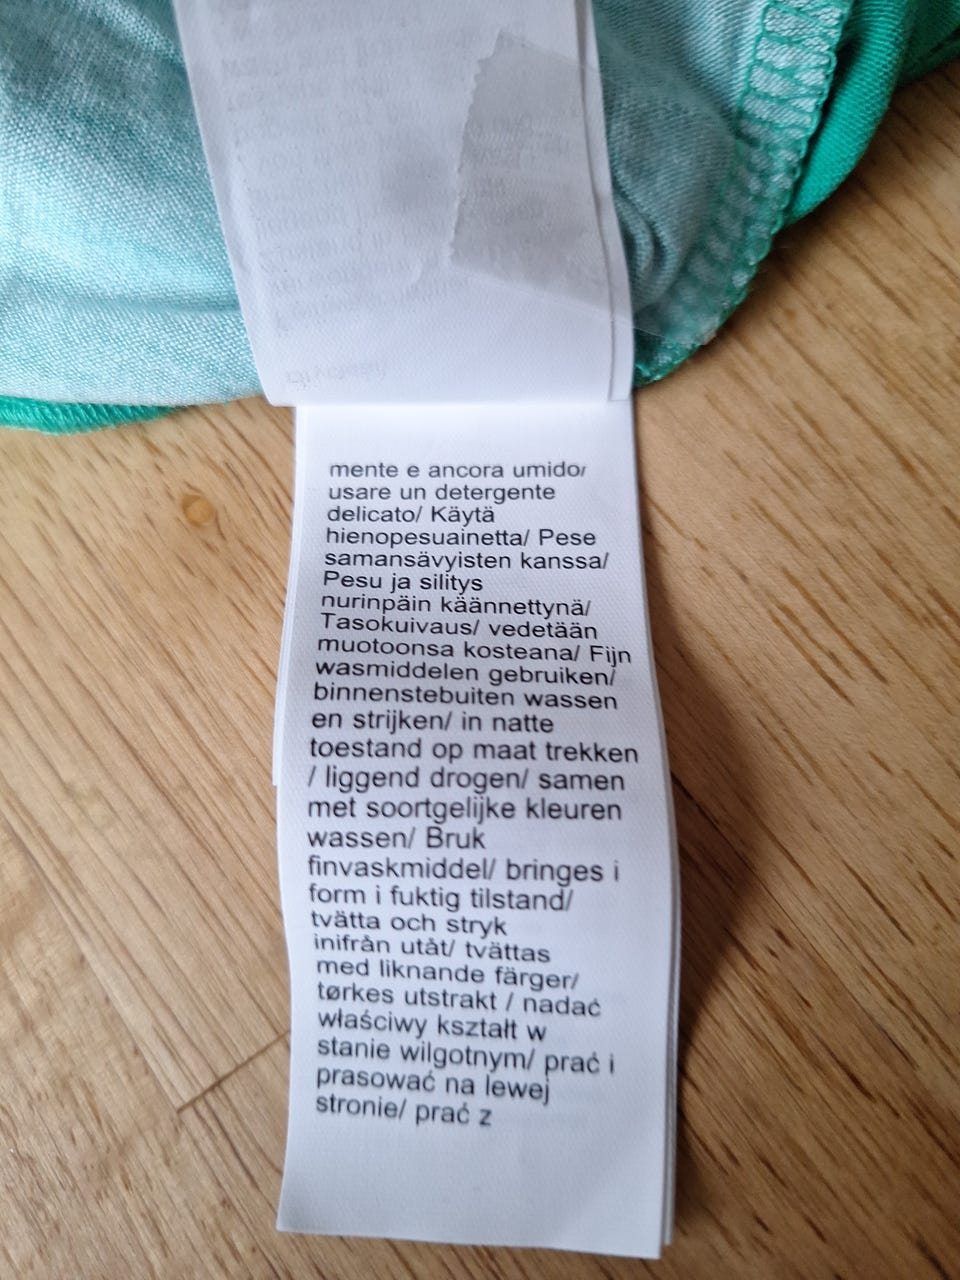 mente e ancora umido/
usare un detergente
delicato/ Käytä
hienopesuainetta/ Pese
samansävyisten kanssa/
Pesu ja silitys
nurinpäin käännettynä/
Tasokuivaus/ vedetään
muotoonsa kosteana/ Fijn
wasmiddelen gebruiken/
binnenstebuiten wassen
en strijken/ in natte
toestand op maat trekken
/ liggend drogen/ samen
met soortgelijke kleuren
wassen/ Bruk
finvaskmiddel/ bringes i
form i fuktig tilstand/
tvätta och stryk
inifrån utåt/ tvättas
med liknande färger/
tørkes utstrakt / nadać
właściwy kształt w
stanie wilgotnym/ prać i
prasować na lewej
stronie/ prać z